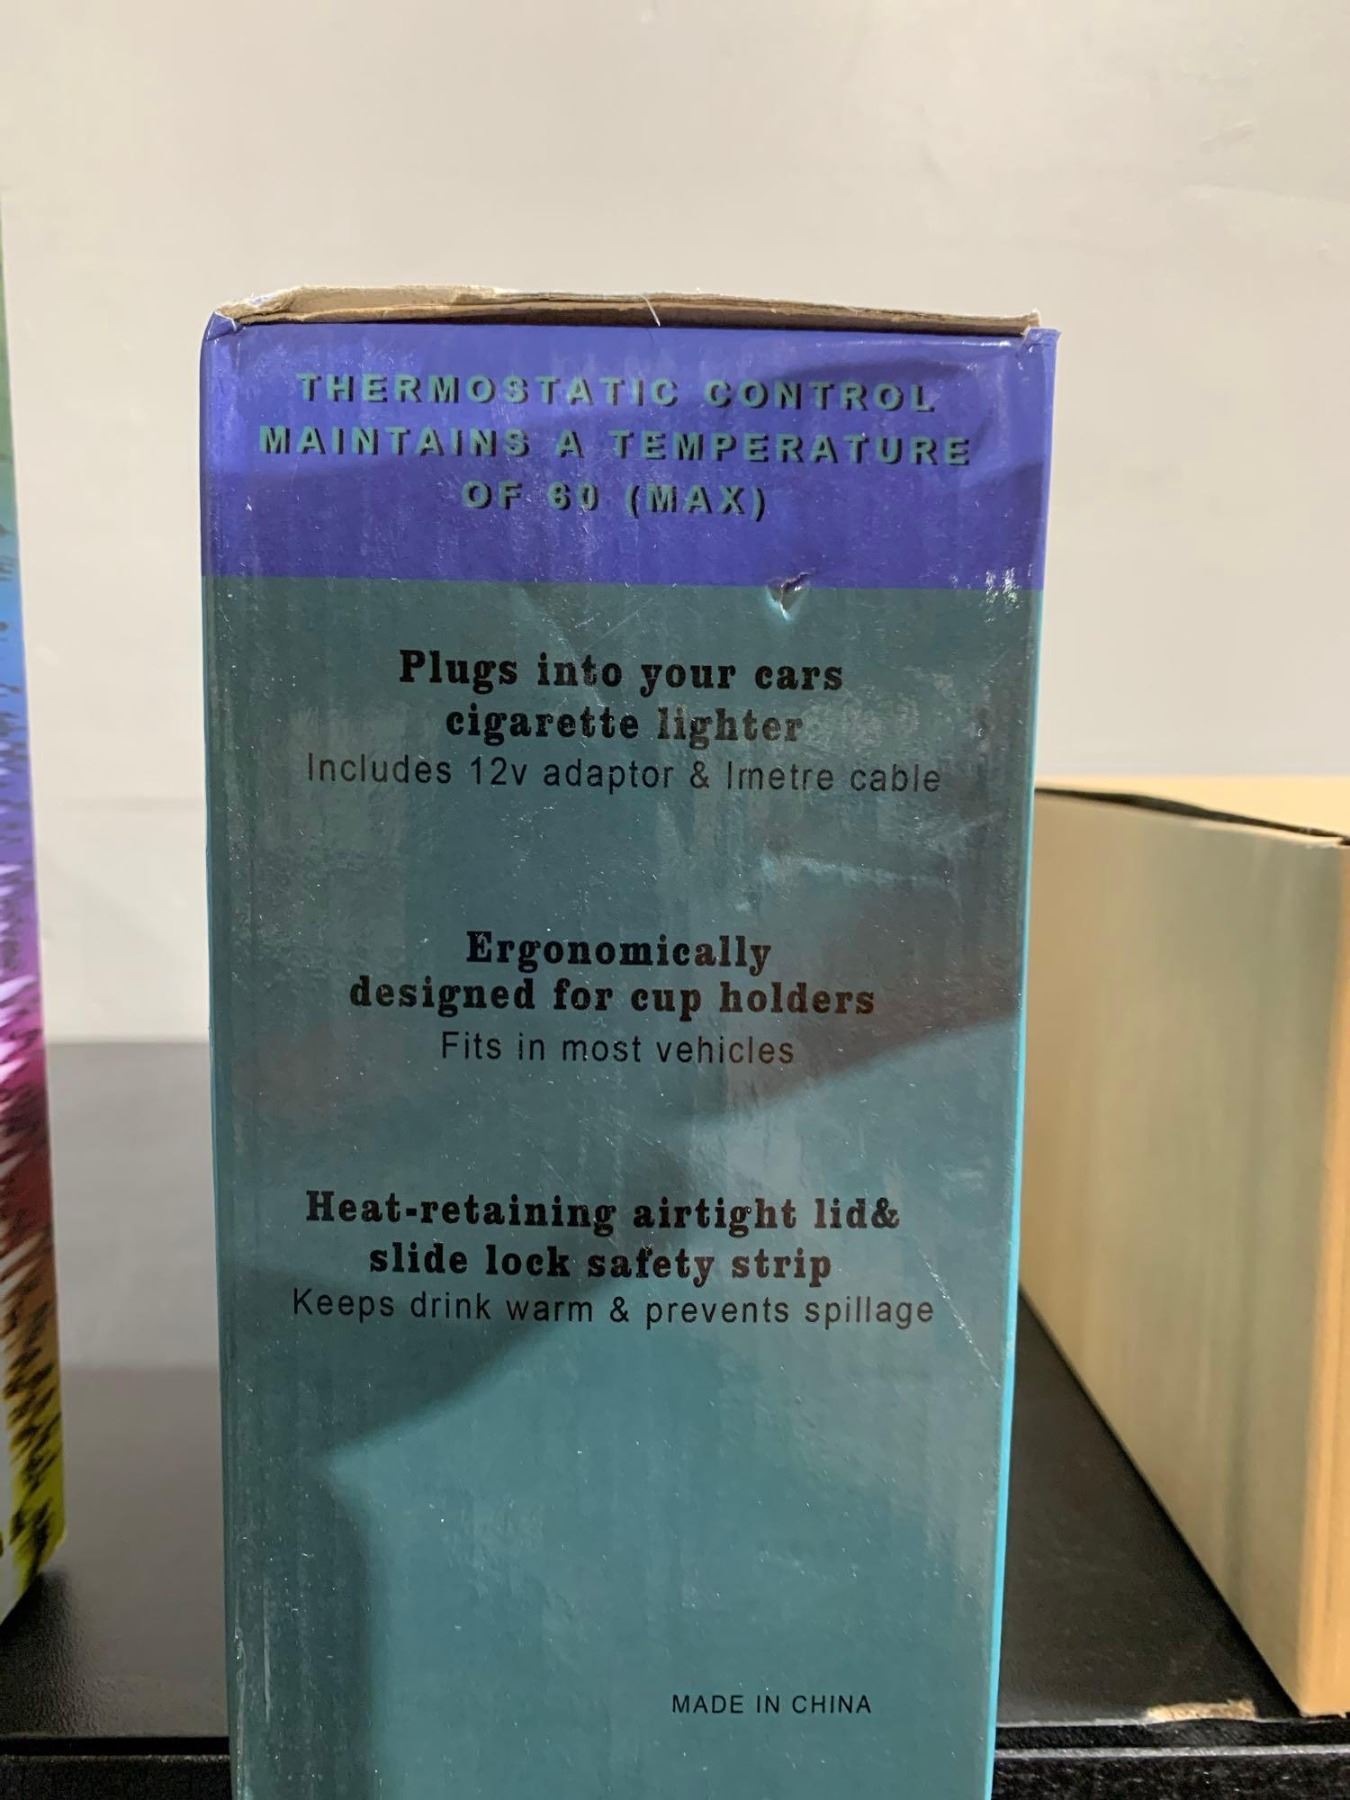 THERMOSTATIC CONTROL
MAINTAINS A TEMPERATURE
OF 60 (MAX)
Plugs into your cars
cigarette lighter
Includes 12v adaptor & lmetre cable
Ergonomically
designed for cup holders
Fits in most vehicles
Heat-retaining airtight lid&
slide lock safety strip
Keeps drink warm & prevents spillage
MADE IN CHINA